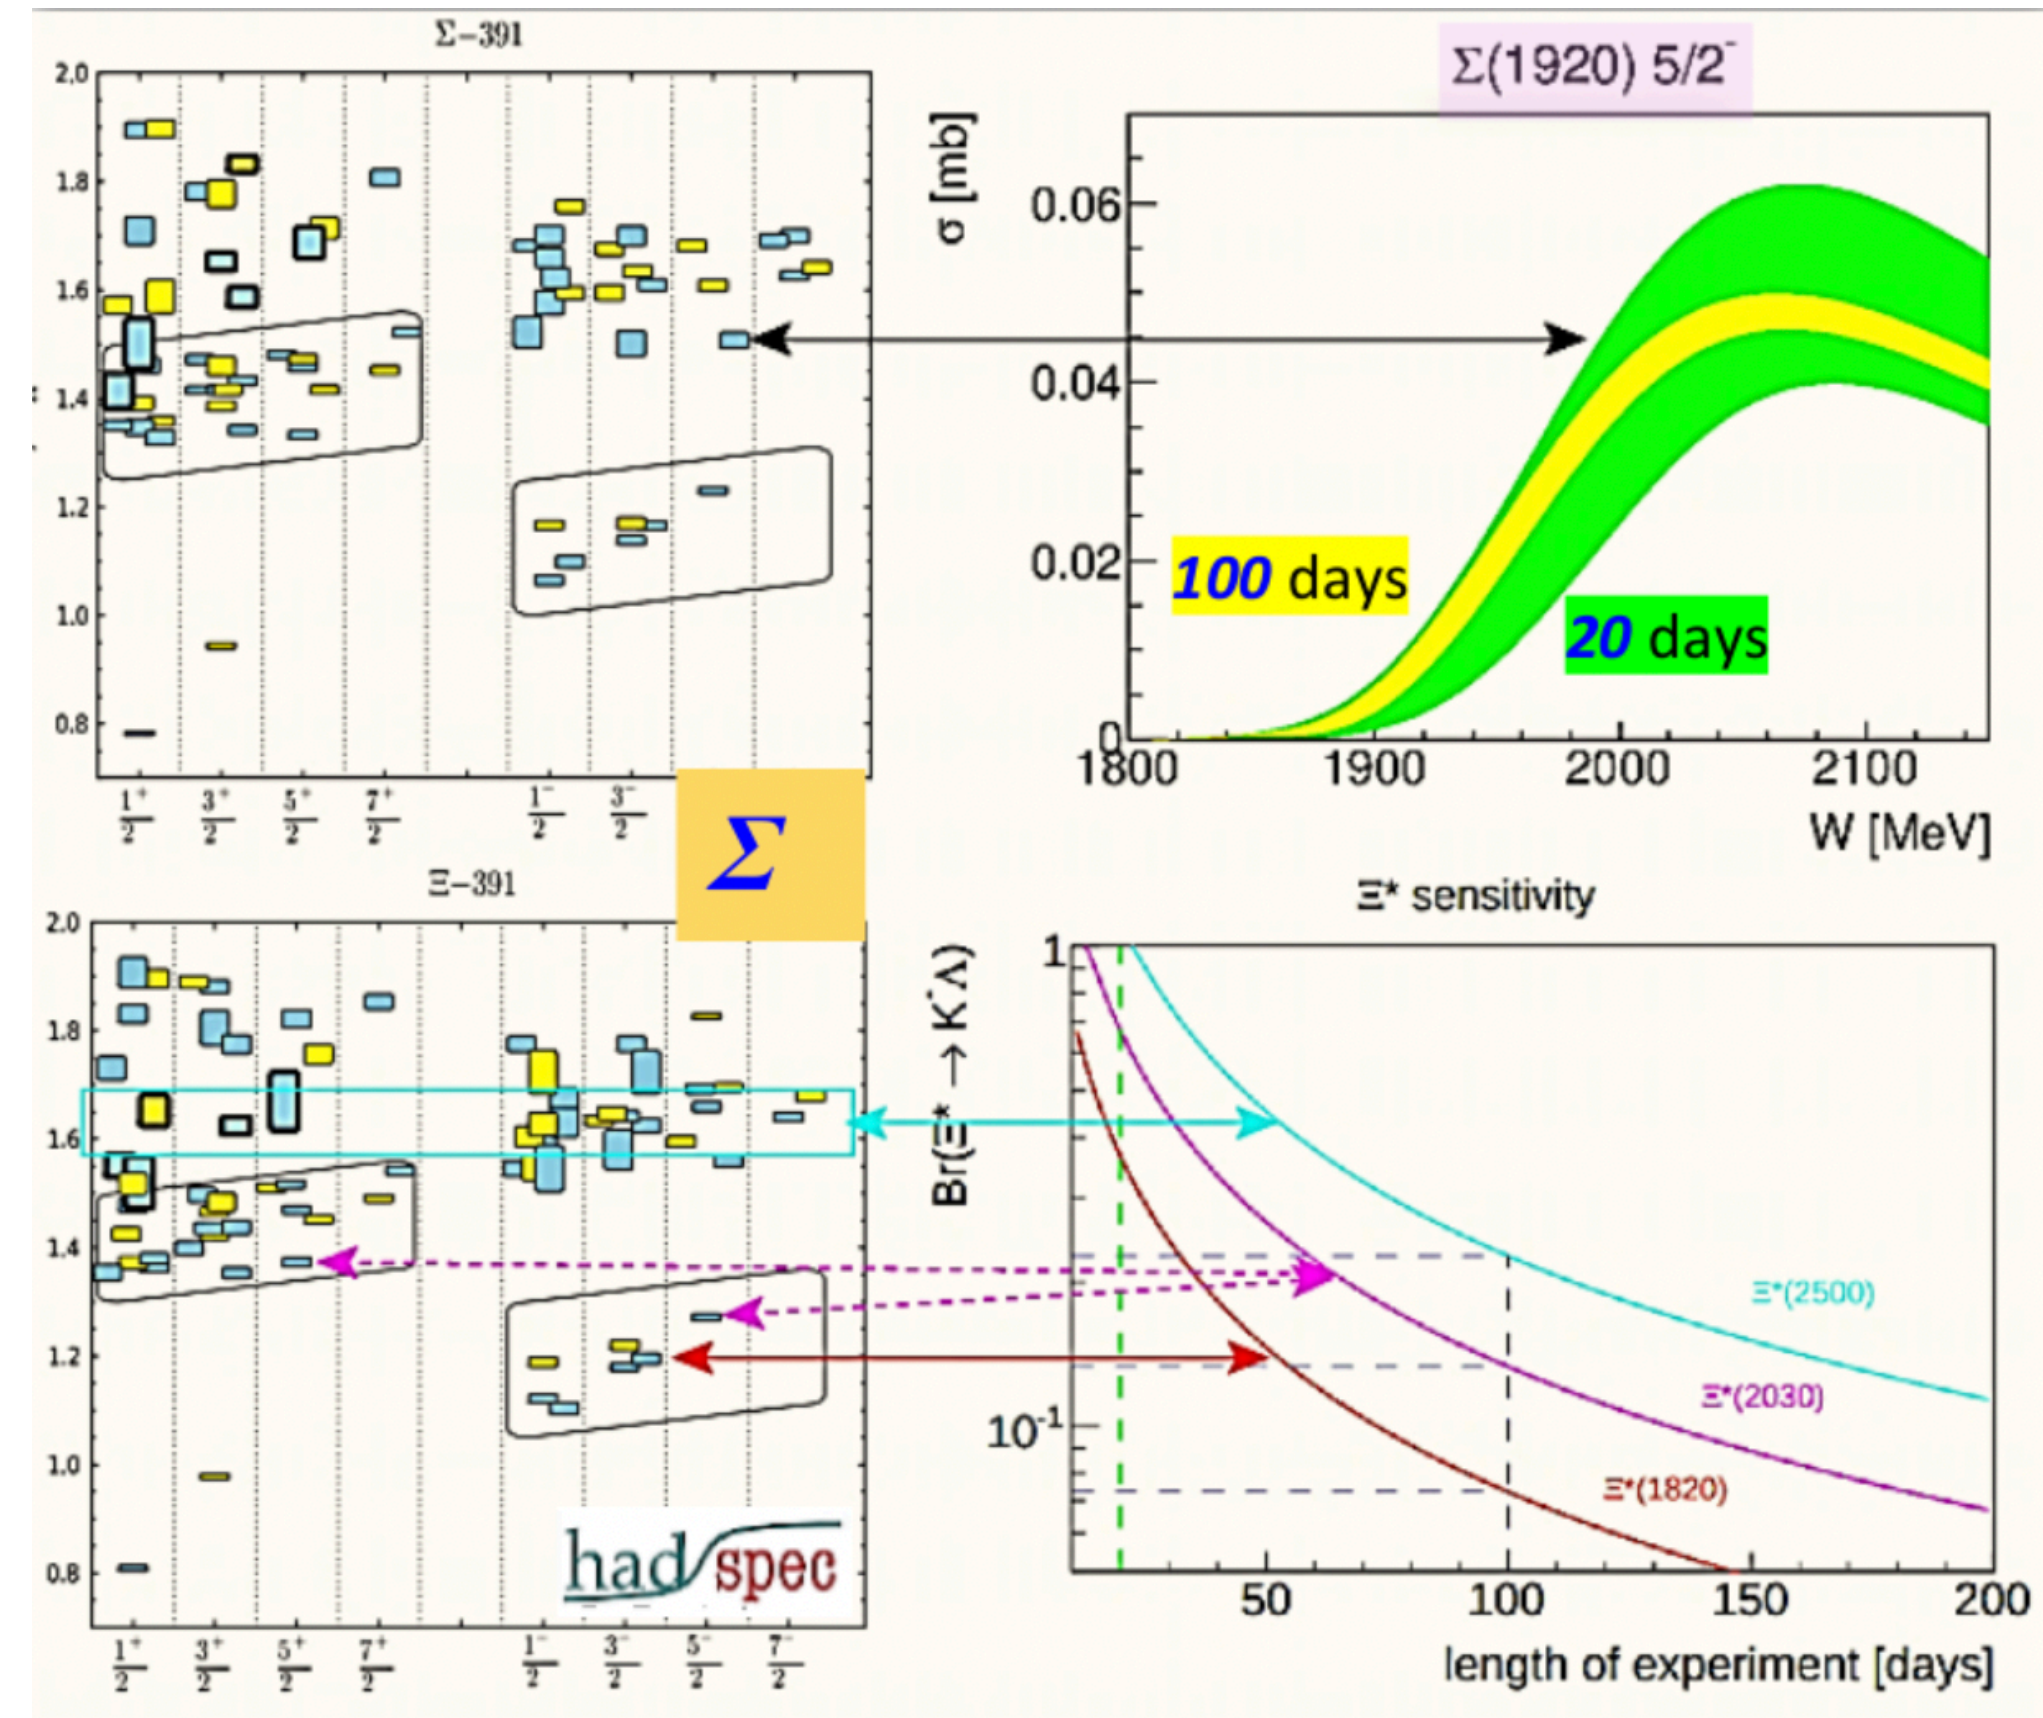 Σ−391
2.0
1.8
1.6
1.4
1.2
1.0
0.8
1⁺/2 3⁺/2 5⁺/2 7⁺/2 1⁻/2 3⁻/2
Σ
Σ(1920) 5/2⁻
σ [mb]
0.06
0.04
0.02
0
100 days
20 days
1800 1900 2000 2100
W [MeV]
Ξ−391
2.0
1.8
1.6
1.4
1.2
1.0
0.8
had spec
1⁺/2 3⁺/2 5⁺/2 7⁺/2 1⁻/2 3⁻/2 5⁻/2 7⁻/2
Ξ* sensitivity
Br(Ξ* → K Λ)
1
10⁻¹
Ξ*(2500)
Ξ*(2030)
Ξ*(1820)
50 100 150 200
length of experiment [days]